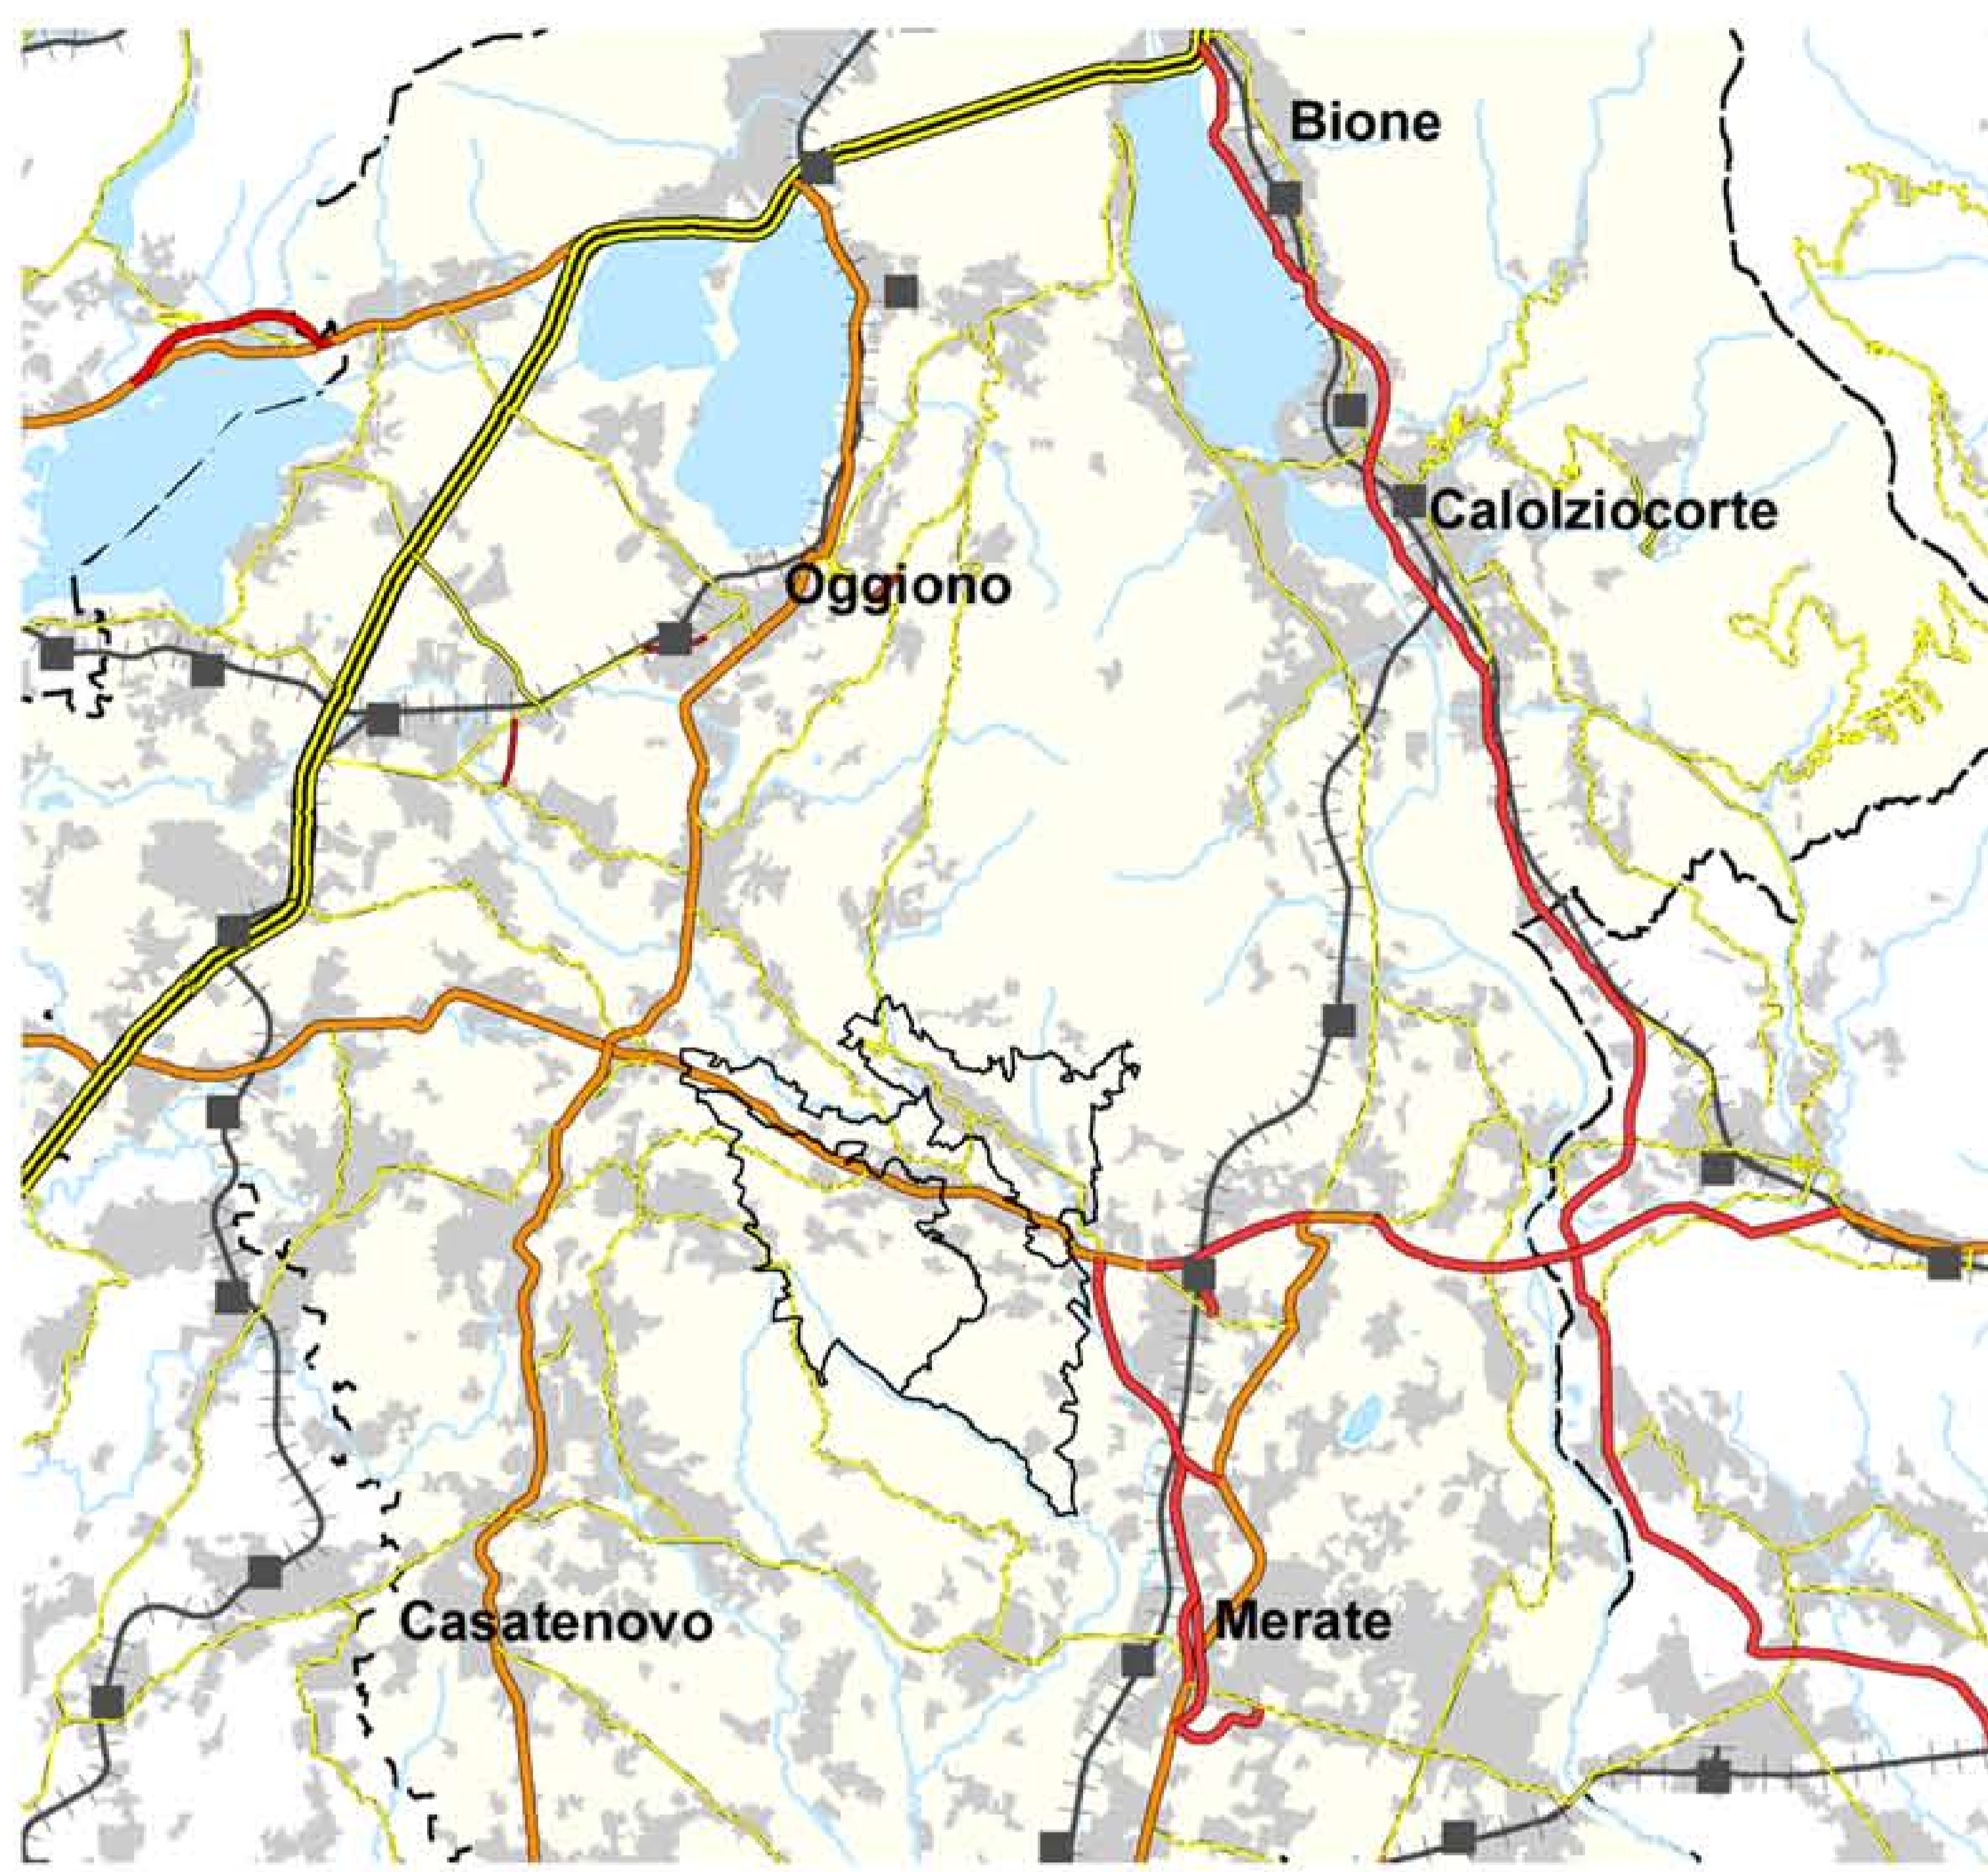 Bione
Calolziocorte
Oggiono
Casatenovo
Merate